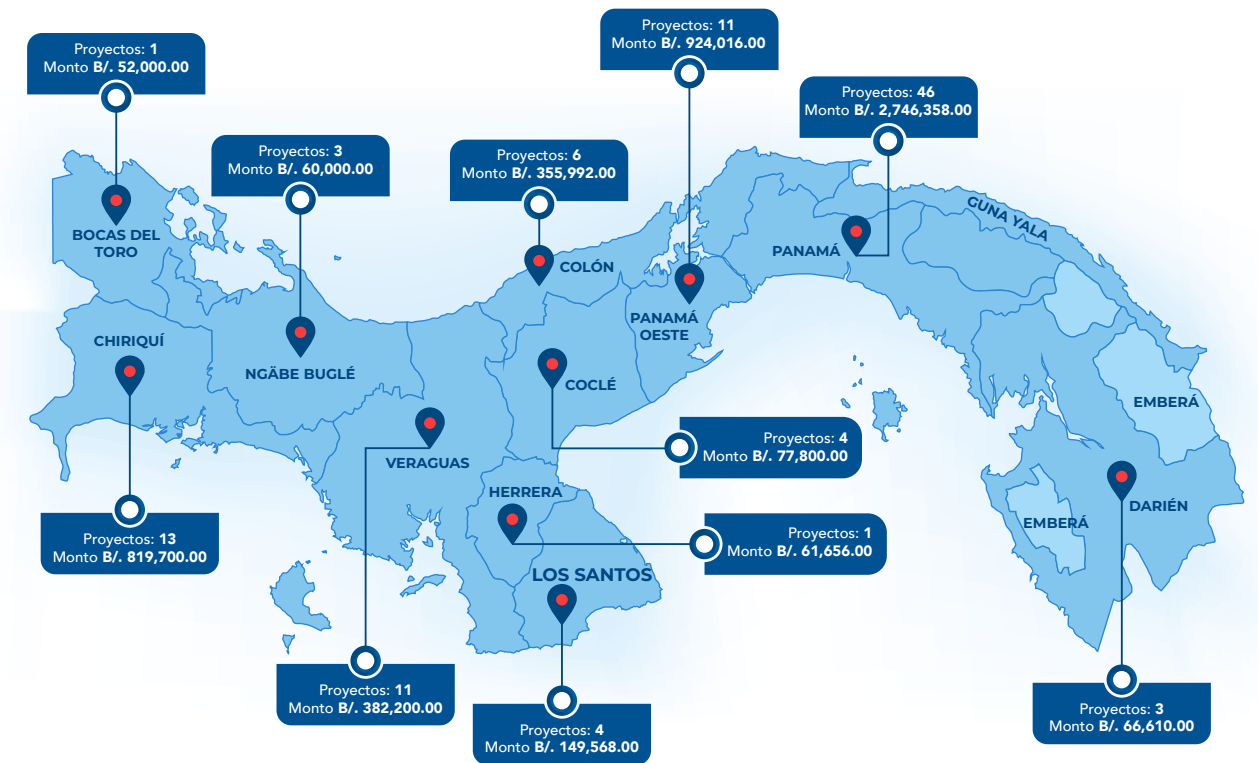 Proyectos: 11
Monto B/. 924,016.00
Proyectos: 1
Monto B/. 52,000.00
Proyectos: 46
Monto B/. 2,746,358.00
Proyectos: 3
Monto B/. 60,000.00
Proyectos: 6
Monto B/. 355,992.00
GUNA YALA
BOCAS DEL
TORO
COLÓN
PANAMÁ
PANAMÁ
OESTE
CHIRIQUÍ
NGÄBE BUGLÉ
COCLÉ
EMBERÁ
Proyectos: 4
Monto B/. 77,800.00
VERAGUAS
HERRERA
DARIÉN
EMBERÁ
Proyectos: 13
Monto B/. 819,700.00
Proyectos: 1
Monto B/. 61,656.00
LOS SANTOS
Proyectos: 11
Monto B/. 382,200.00
Proyectos: 4
Monto B/. 149,568.00
Proyectos: 3
Monto B/. 66,610.00